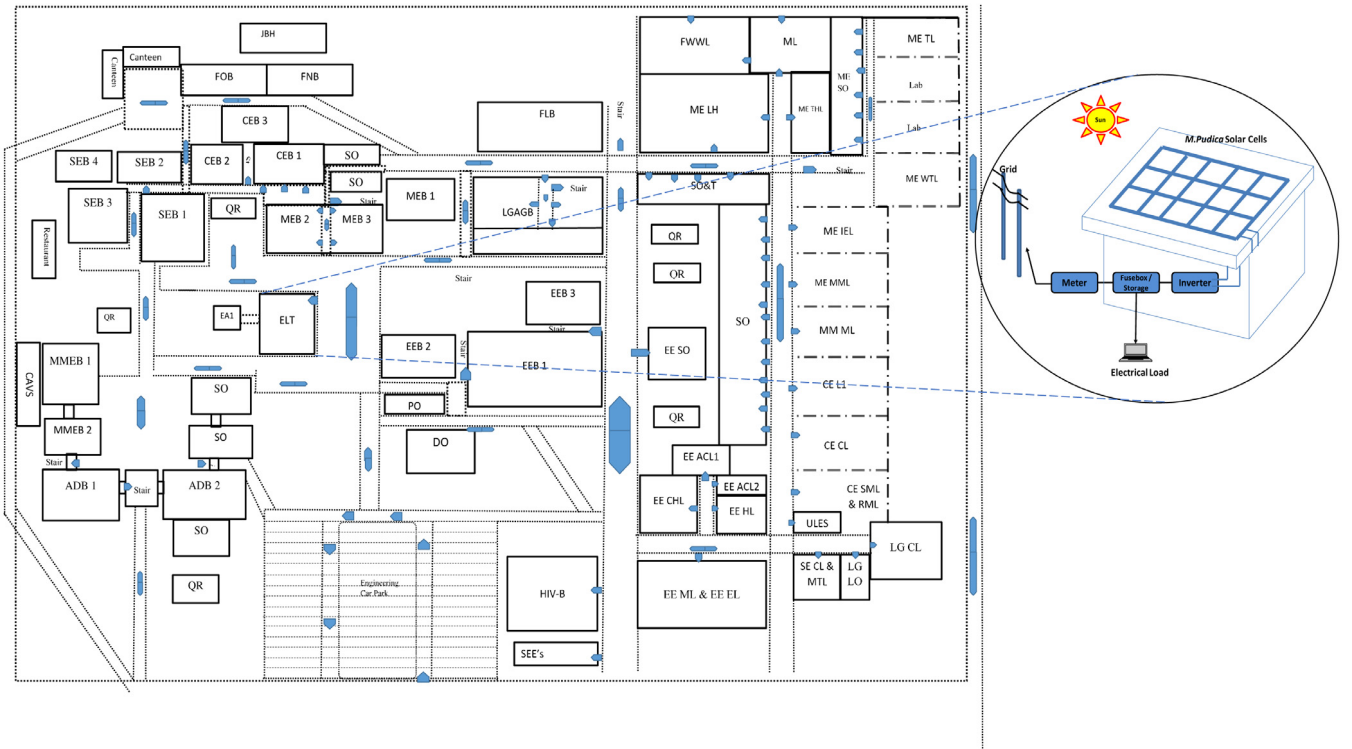 JBH
Canteen
Canteen
FOB
FNB
CEB 3
FLB
SEB 4
SEB 2
CEB 2
CEB 1
SO
SO
Stair
SEB 3
SEB 1
QR
MEB 2
MEB 3
MEB 1
LGAGB
Stair
Restaurant
Stair
QR
EA1
ELT
EEB 3
Stair
EEB 2
Stair
EEB 1
PO
DO
CAVS
MMEB 1
MMEB 2
Stair
SO
SO
ADB 1
Stair
ADB 2
SO
QR
Engineering
Car Park
HIV-B
SEE's
Stair
FWWL
ML
ME LH
ME THL
ME
SO
ME TL
Lab
Lab
Stair
ME WTL
SO&T
QR
QR
SO
EE SO
QR
EE ACL1
EE CHL
EE ACL2
EE HL
EE ML & EE EL
ME IEL
ME MML
MM ML
CE L1
CE CL
CE SML
& RML
ULES
LG CL
SE CL &
MTL
LG
LO
Sun
M.Pudica Solar Cells
Grid
Meter
Fusebox /
Storage
Inverter
Electrical Load